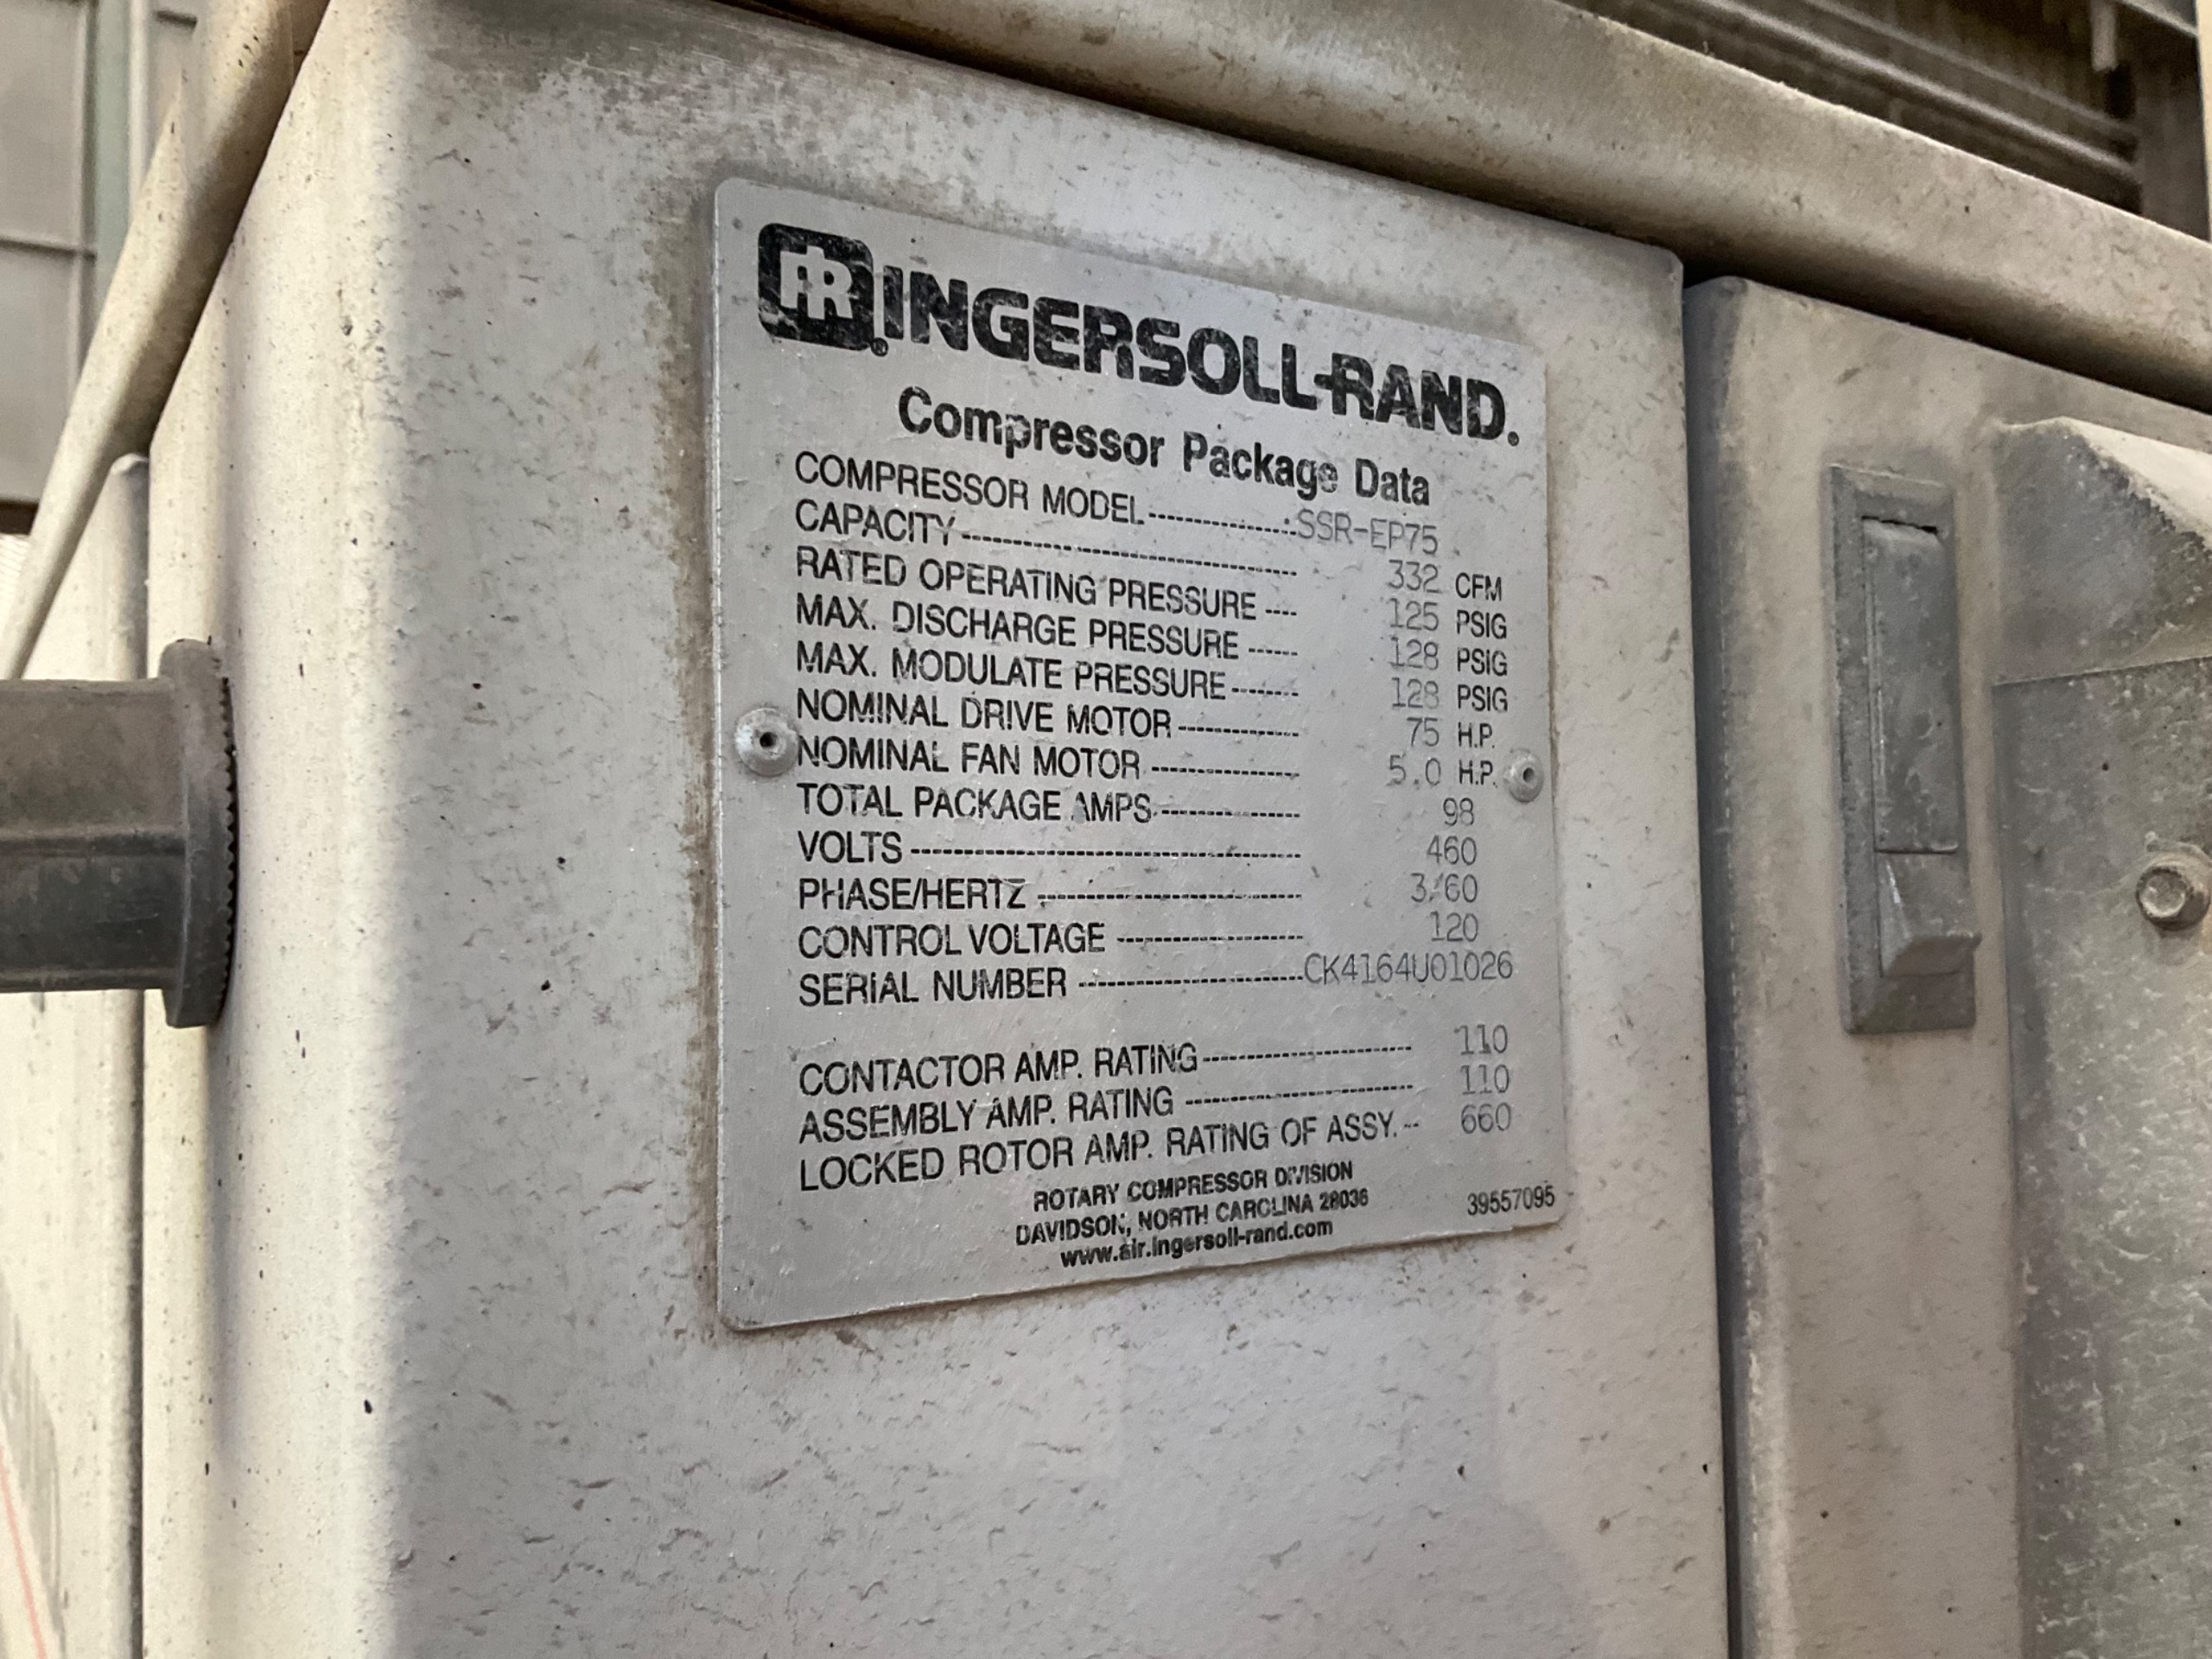 IR® INGERSOLL-RAND®
Compressor Package Data
COMPRESSOR MODEL---------------SSR-EP75
CAPACITY------------------------------------ 332 CFM
RATED OPERATING PRESSURE ---- 125 PSIG
MAX. DISCHARGE PRESSURE ------ 128 PSIG
MAX. MODULATE PRESSURE-------- 128 PSIG
NOMINAL DRIVE MOTOR-------------- 75 H.P.
NOMINAL FAN MOTOR ----------------- 5.0 H.P.
TOTAL PACKAGE AMPS---------------- 98
VOLTS ------------------------------------------- 460
PHASE/HERTZ ----------------------------- 3/60
CONTROL VOLTAGE -------------------- 120
SERIAL NUMBER -------------------------CK4164U01026
CONTACTOR AMP. RATING----------------------- 110
ASSEMBLY AMP. RATING ------------------------- 110
LOCKED ROTOR AMP. RATING OF ASSY.-- 660
ROTARY COMPRESSOR DIVISION
DAVIDSON, NORTH CAROLINA 28036
www.air.ingersoll-rand.com
39557095